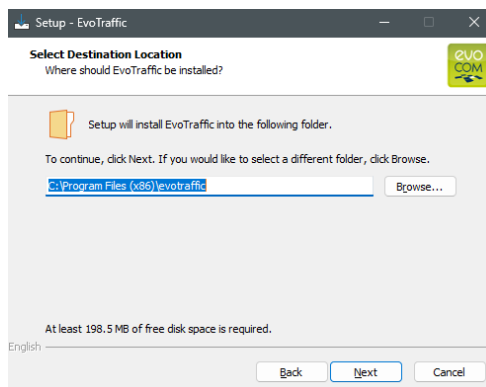 Setup - EvoTraffic
Select Destination Location
Where should EvoTraffic be installed?
evo
COM
Setup will install EvoTraffic into the following folder.
To continue, click Next. If you would like to select a different folder, click Browse.
C:\Program Files (x86)\evotraffic
Browse...
At least 198.5 MB of free disk space is required.
English
Back
Next
Cancel